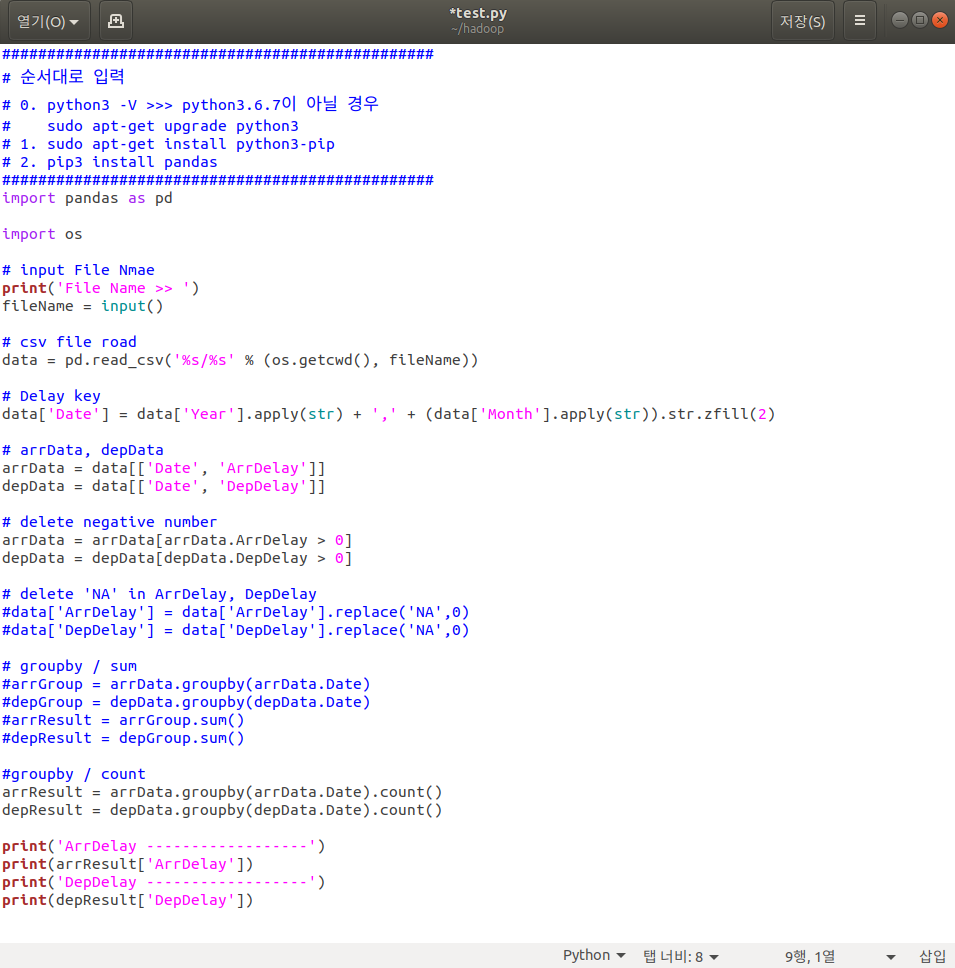 열기(O)
*test.py
~/hadoop
저장(S)
################################################
# 순서대로 입력
# 0. python3 -V >>> python3.6.7이 아닐 경우
#    sudo apt-get upgrade python3
# 1. sudo apt-get install python3-pip
# 2. pip3 install pandas
################################################
import pandas as pd
import os
# input File Nmae
print('File Name >> ')
fileName = input()
# csv file road
data = pd.read_csv('%s/%s' % (os.getcwd(), fileName))
# Delay key
data['Date'] = data['Year'].apply(str) + ',' + (data['Month'].apply(str)).str.zfill(2)
# arrData, depData
arrData = data[['Date', 'ArrDelay']]
depData = data[['Date', 'DepDelay']]
# delete negative number
arrData = arrData[arrData.ArrDelay > 0]
depData = depData[depData.DepDelay > 0]
# delete 'NA' in ArrDelay, DepDelay
#data['ArrDelay'] = data['ArrDelay'].replace('NA',0)
#data['DepDelay'] = data['DepDelay'].replace('NA',0)
# groupby / sum
#arrGroup = arrData.groupby(arrData.Date)
#depGroup = depData.groupby(depData.Date)
#arrResult = arrGroup.sum()
#depResult = depGroup.sum()
#groupby / count
arrResult = arrData.groupby(arrData.Date).count()
depResult = depData.groupby(depData.Date).count()
print('ArrDelay ------------------')
print(arrResult['ArrDelay'])
print('DepDelay ------------------')
print(depResult['DepDelay'])
Python 탭 너비: 8 9행, 1열 삽입